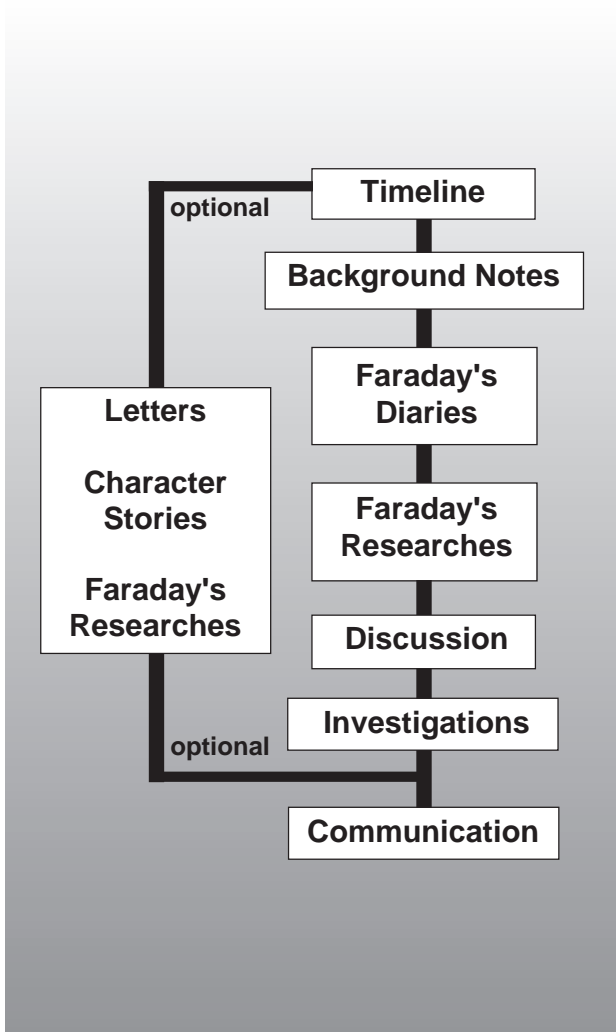 Timeline
optional
Background Notes
Faraday's
Diaries
Letters
Character
Stories
Faraday's
Researches
Faraday's
Researches
Discussion
Investigations
optional
Communication